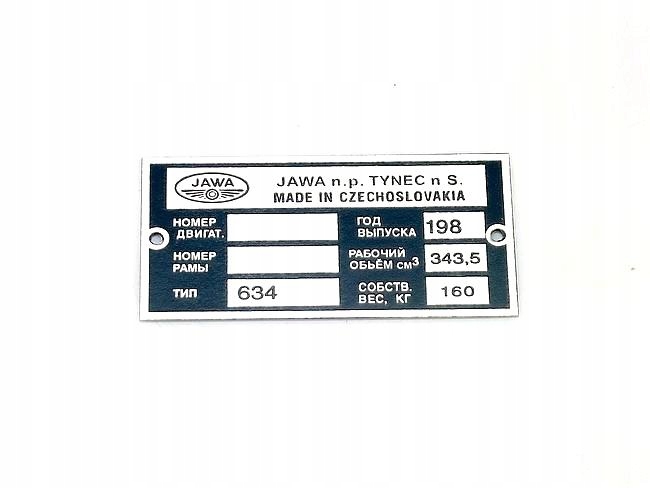 JAWA
JAWA n.p. TYNEC n S.
MADE IN CZECHOSLOVAKIA
НОМЕР
ДВИГАТ.
ГОД
ВЫПУСКА
198
НОМЕР
РАМЫ
РАБОЧИЙ
ОБЬЁМ см³
343,5
ТИП
634
СОБСТВ.
ВЕС, КГ
160